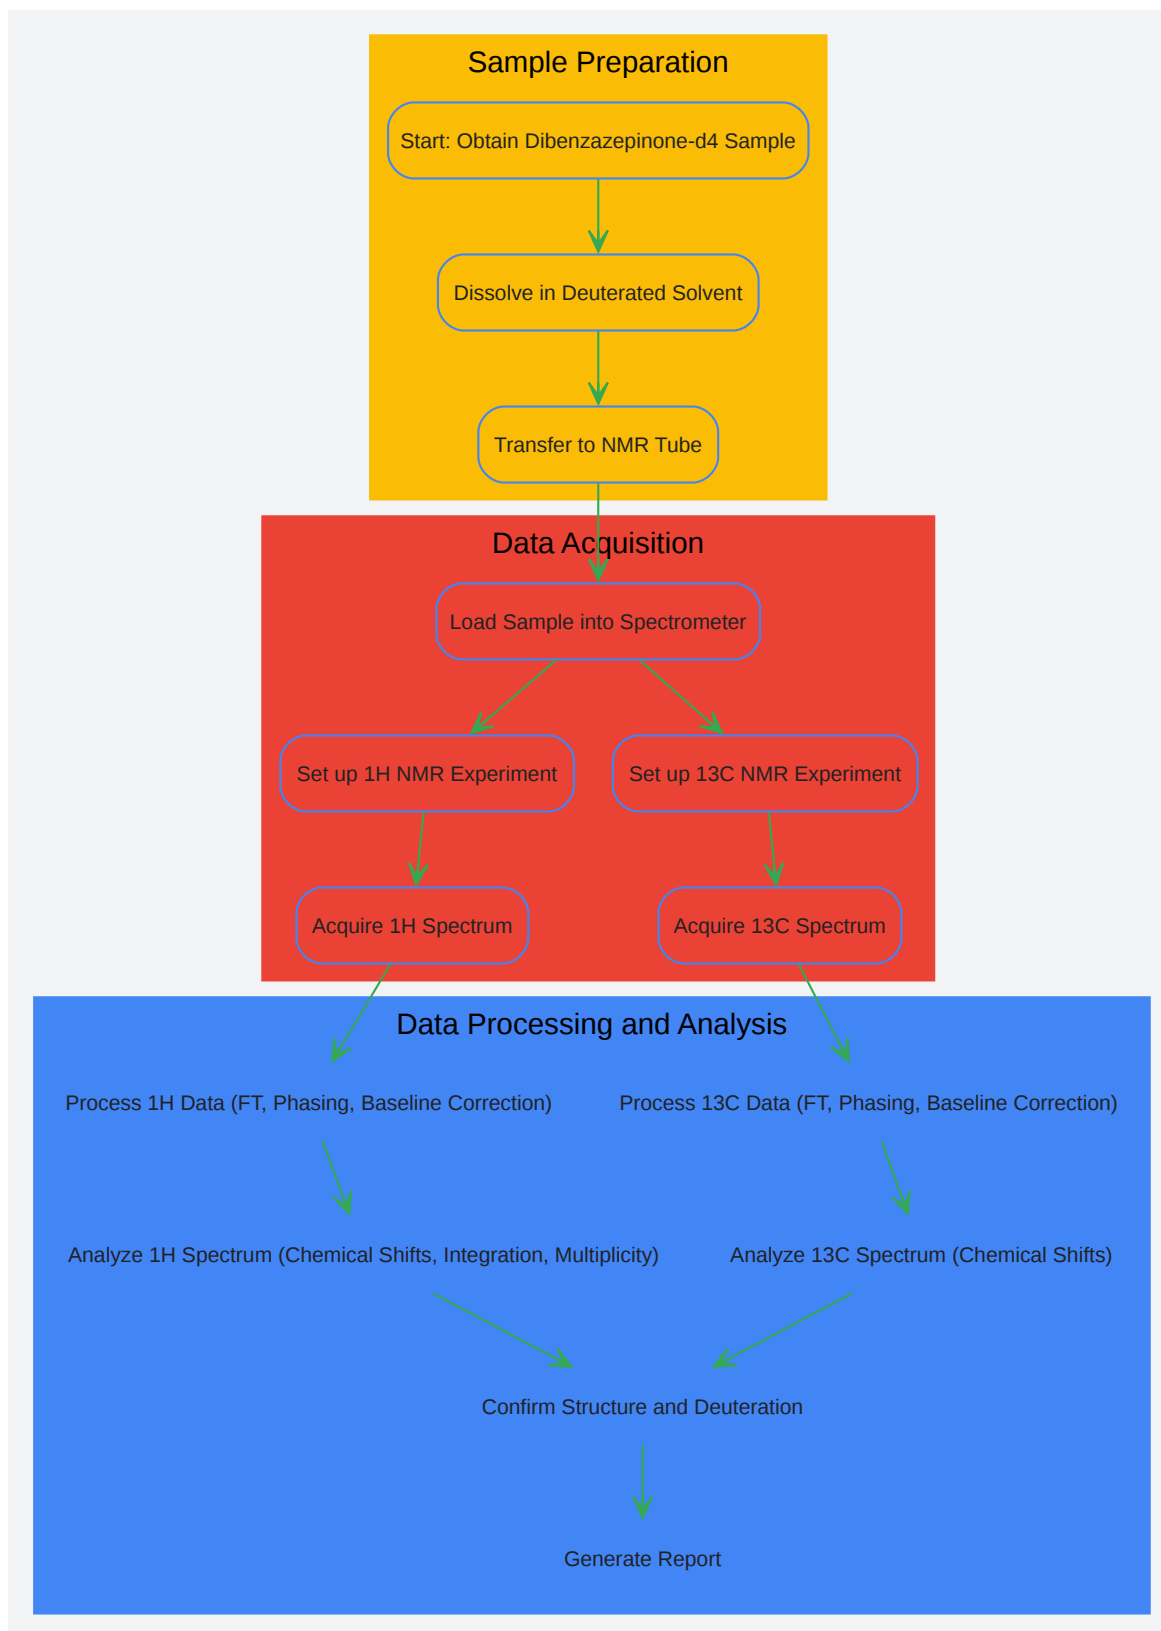 Sample Preparation
Start: Obtain Dibenzazepinone-d4 Sample
Dissolve in Deuterated Solvent
Transfer to NMR Tube
Data Acquisition
Load Sample into Spectrometer
Set up 1H NMR Experiment
Set up 13C NMR Experiment
Acquire 1H Spectrum
Acquire 13C Spectrum
Data Processing and Analysis
Process 1H Data (FT, Phasing, Baseline Correction)
Process 13C Data (FT, Phasing, Baseline Correction)
Analyze 1H Spectrum (Chemical Shifts, Integration, Multiplicity)
Analyze 13C Spectrum (Chemical Shifts)
Confirm Structure and Deuteration
Generate Report